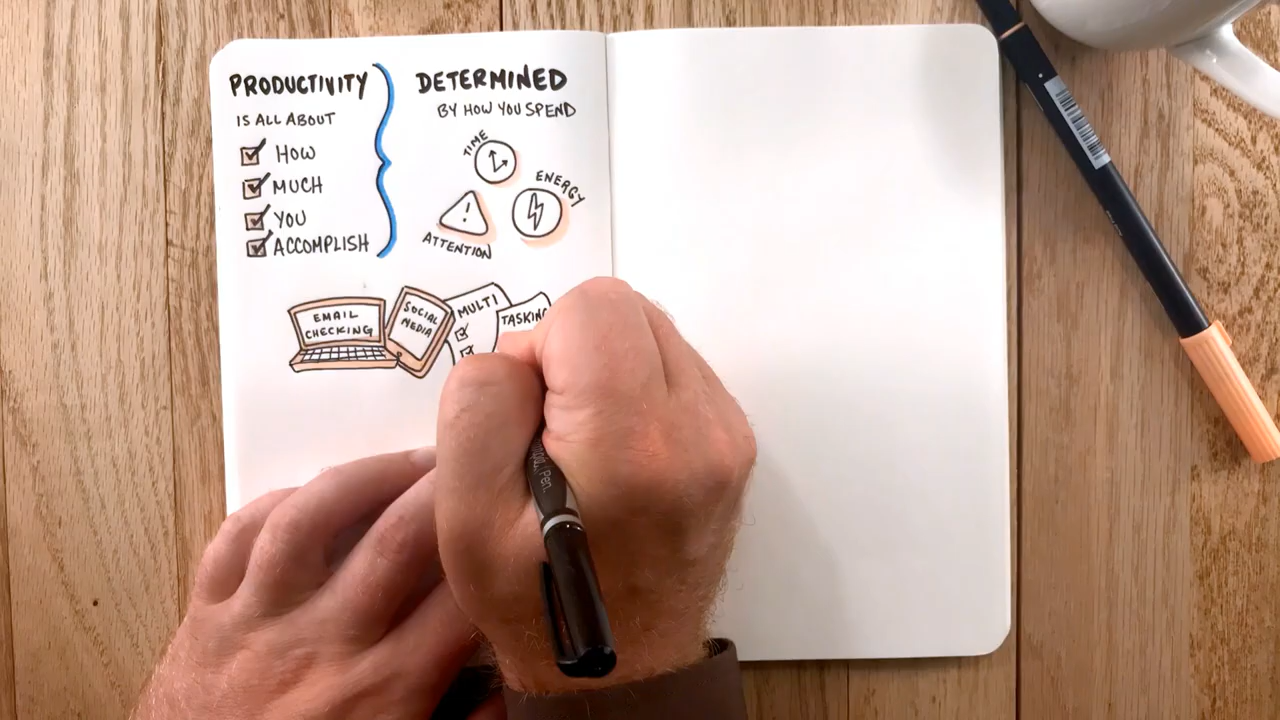 PRODUCTIVITY
IS ALL ABOUT
HOW
MUCH
YOU
ACCOMPLISH
DETERMINED
BY HOW YOU SPEND
TIME
ENERGY
ATTENTION
EMAIL
CHECKING
SOCIAL
MEDIA
MULTI
TASKING
Pen.